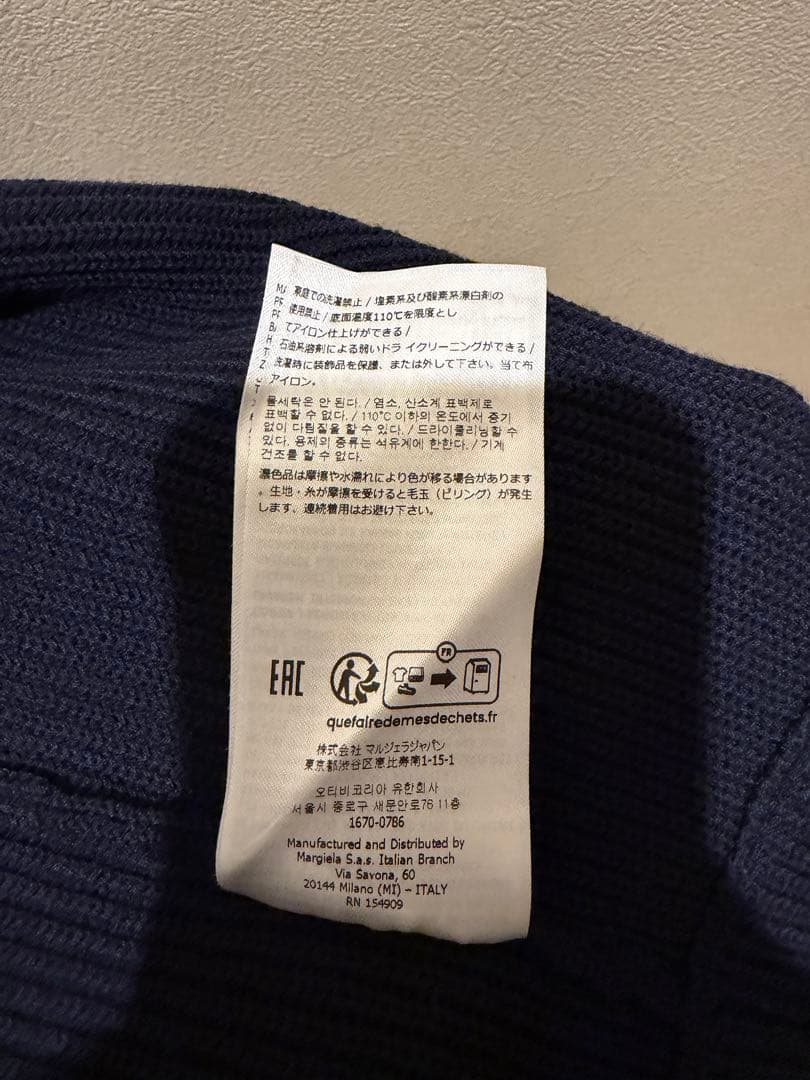 家庭での洗濯禁止 / 塩素系及び酸素系漂白剤の
使用禁止 / 底面温度110℃を限度とし
てアイロン仕上げができる /
石油系溶剤による弱いドラ イクリーニングができる /
洗濯時に装飾品を保護、または外して下さい。当て布
アイロン。
물세탁은 안 된다. / 염소, 산소계 표백제로
표백할 수 없다. / 110°C 이하의 온도에서 증기
없이 다림질을 할 수 있다. / 드라이클리닝할 수
있다. 용제의 종류는 석유계에 한한다. / 기계
건조를 할 수 없다.
濃色品は摩擦や水濡れにより色が移る場合があります
。生地・糸が摩擦を受けると毛玉（ピリング）が発生
します、連続着用はお避け下さい。
EAC
FR
quefairedemesdechets.fr
株式会社 マルジェラジャパン
東京都渋谷区恵比寿南1-15-1
오티비코리아 유한회사
서울시 종로구 새문안로76 11층
1670-0786
Manufactured and Distributed by
Margiela S.a.s. Italian Branch
Via Savona, 60
20144 Milano (MI) – ITALY
RN 154909